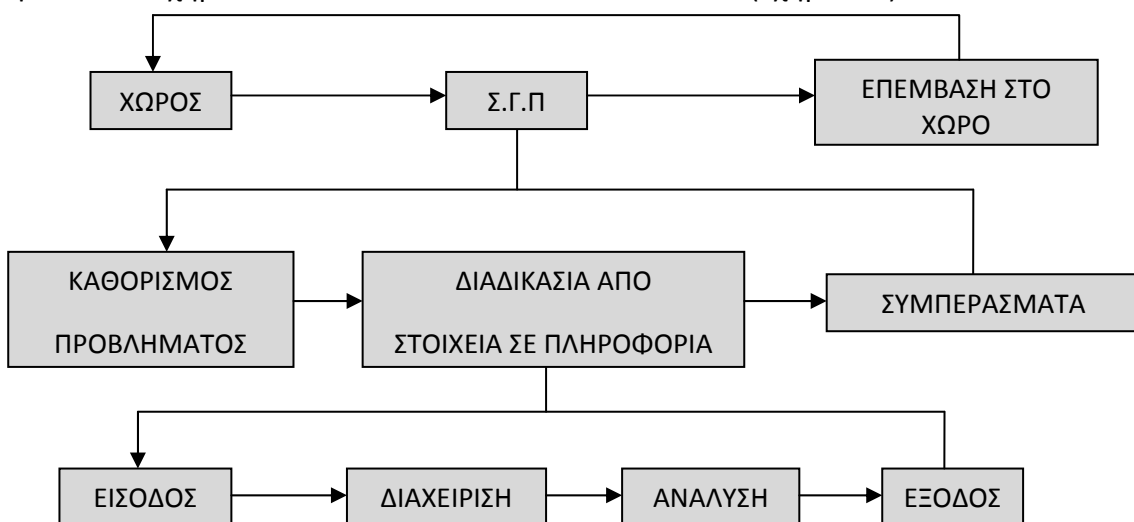 ΧΩΡΟΣ
Σ.Γ.Π
ΕΠΕΜΒΑΣΗ ΣΤΟ
ΧΩΡΟ
ΚΑΘΟΡΙΣΜΟΣ
ΠΡΟΒΛΗΜΑΤΟΣ
ΔΙΑΔΙΚΑΣΙΑ ΑΠΟ
ΣΤΟΙΧΕΙΑ ΣΕ ΠΛΗΡΟΦΟΡΙΑ
ΣΥΜΠΕΡΑΣΜΑΤΑ
ΕΙΣΟΔΟΣ
ΔΙΑΧΕΙΡΙΣΗ
ΑΝΑΛΥΣΗ
ΕΞΟΔΟΣ